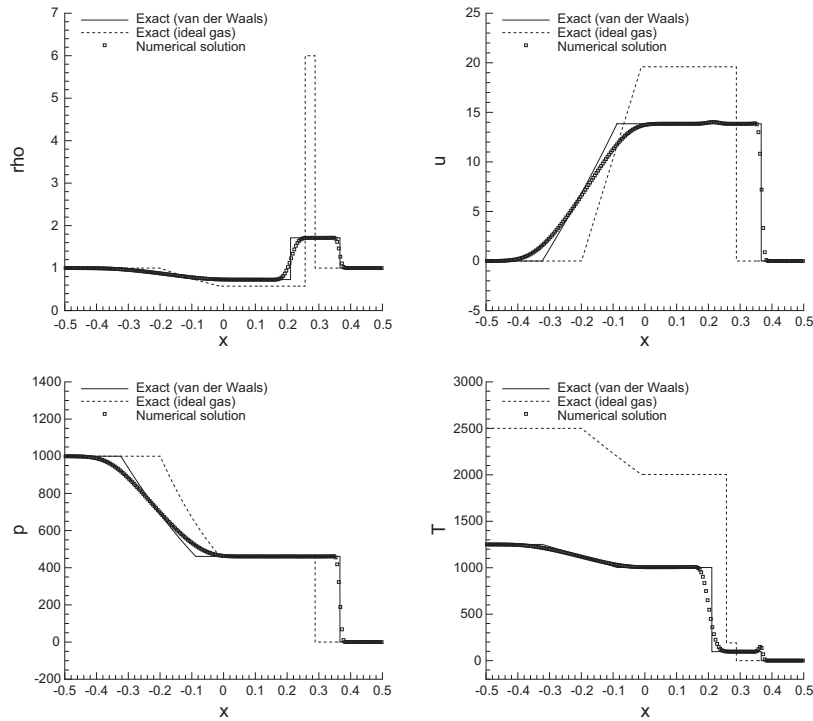 7
6
5
4
3
2
1
0
rho
Exact (van der Waals)
Exact (ideal gas)
Numerical solution
-0.5 -0.4 -0.3 -0.2 -0.1 0 0.1 0.2 0.3 0.4 0.5
x
25
20
15
10
5
0
-5
u
Exact (van der Waals)
Exact (ideal gas)
Numerical solution
-0.5 -0.4 -0.3 -0.2 -0.1 0 0.1 0.2 0.3 0.4 0.5
x
1400
1200
1000
800
600
400
200
0
-200
p
Exact (van der Waals)
Exact (ideal gas)
Numerical solution
-0.5 -0.4 -0.3 -0.2 -0.1 0 0.1 0.2 0.3 0.4 0.5
x
3000
2500
2000
1500
1000
500
0
T
Exact (van der Waals)
Exact (ideal gas)
Numerical solution
-0.5 -0.4 -0.3 -0.2 -0.1 0 0.1 0.2 0.3 0.4 0.5
x